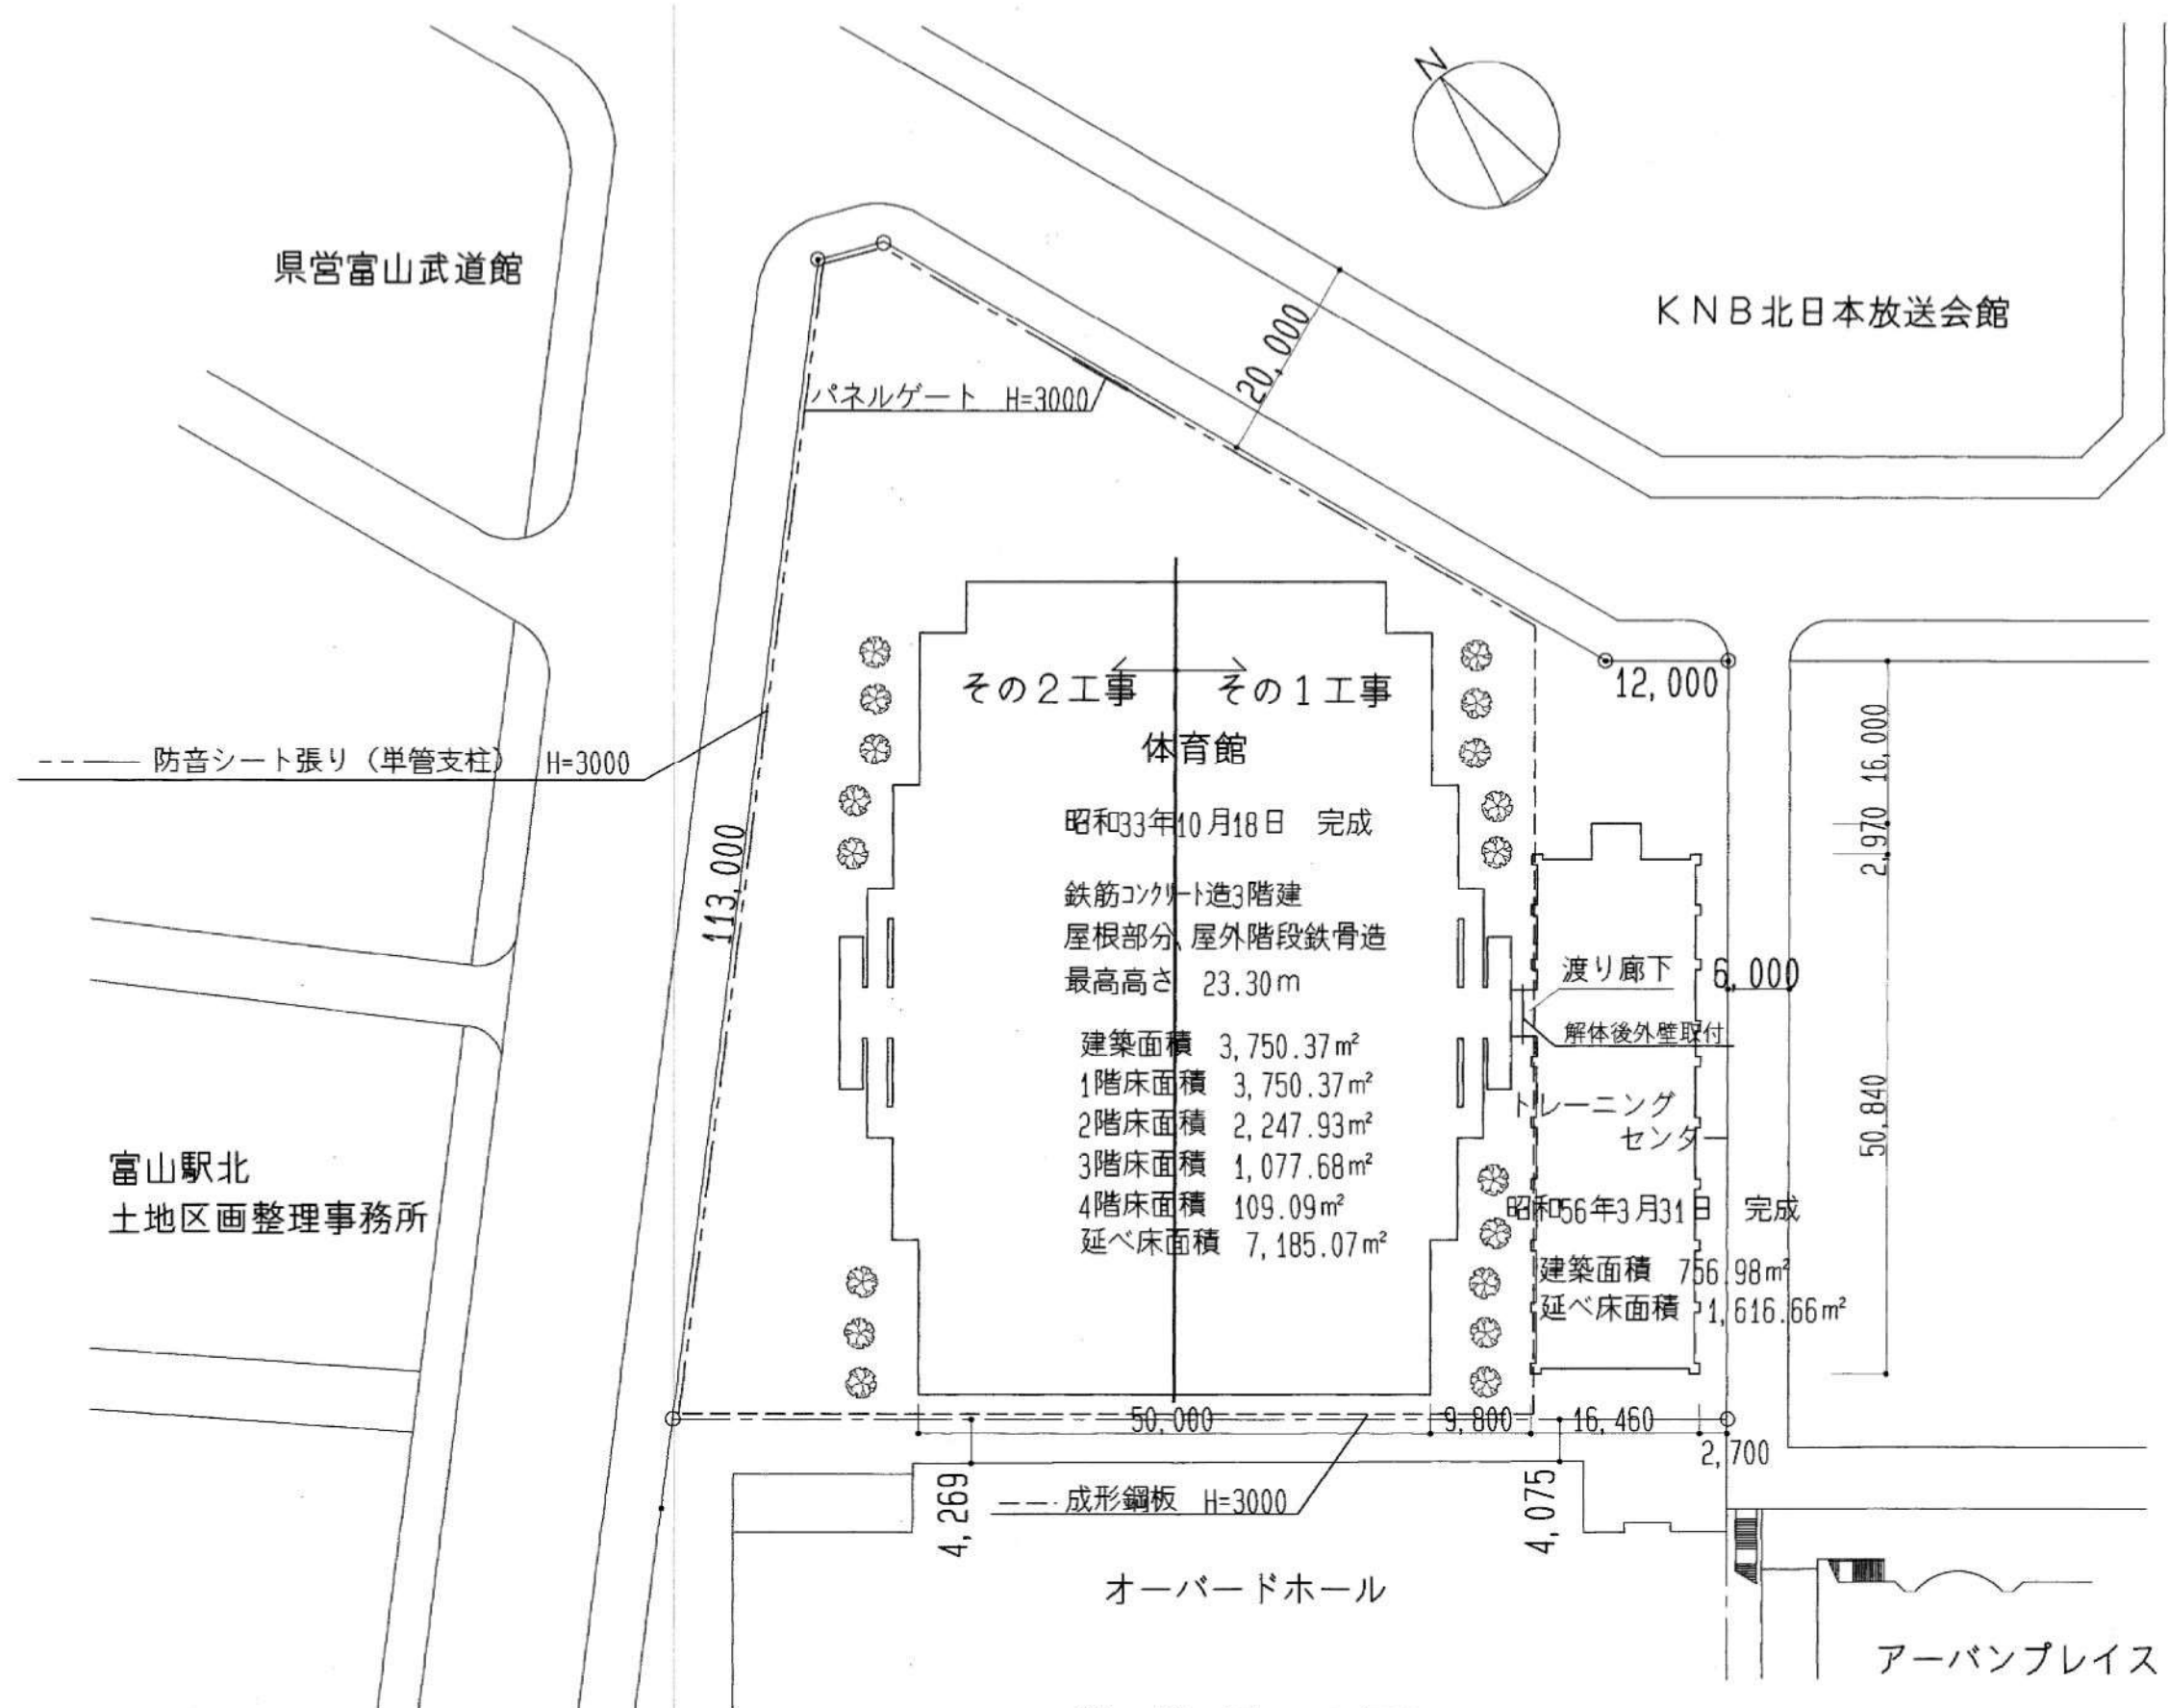 N
県営富山武道館
KNB北日本放送会館
20,000
パネルゲート H=3000
その2工事 その1工事
12,000
体育館
防音シート張り(単管支柱) H=3000
16,000
2,970
昭和33年10月18日 完成
113,000
鉄筋コンクリート造3階建
屋根部分、屋外階段鉄骨造
最高高さ 23.30m
渡り廊下
6,000
解体後外壁取付
建築面積 3,750.37m²
1階床面積 3,750.37m²
2階床面積 2,247.93m²
3階床面積 1,077.68m²
4階床面積 109.09m²
延べ床面積 7,185.07m²
トレーニング
センター
50,840
富山駅北
土地区画整理事務所
昭和56年3月31日 完成
建築面積 756.98m²
延べ床面積 1,616.66m²
50,000
9,800
16,460
2,700
4,269
成形鋼板 H=3000
4,075
オーバードホール
アーバンプレイス